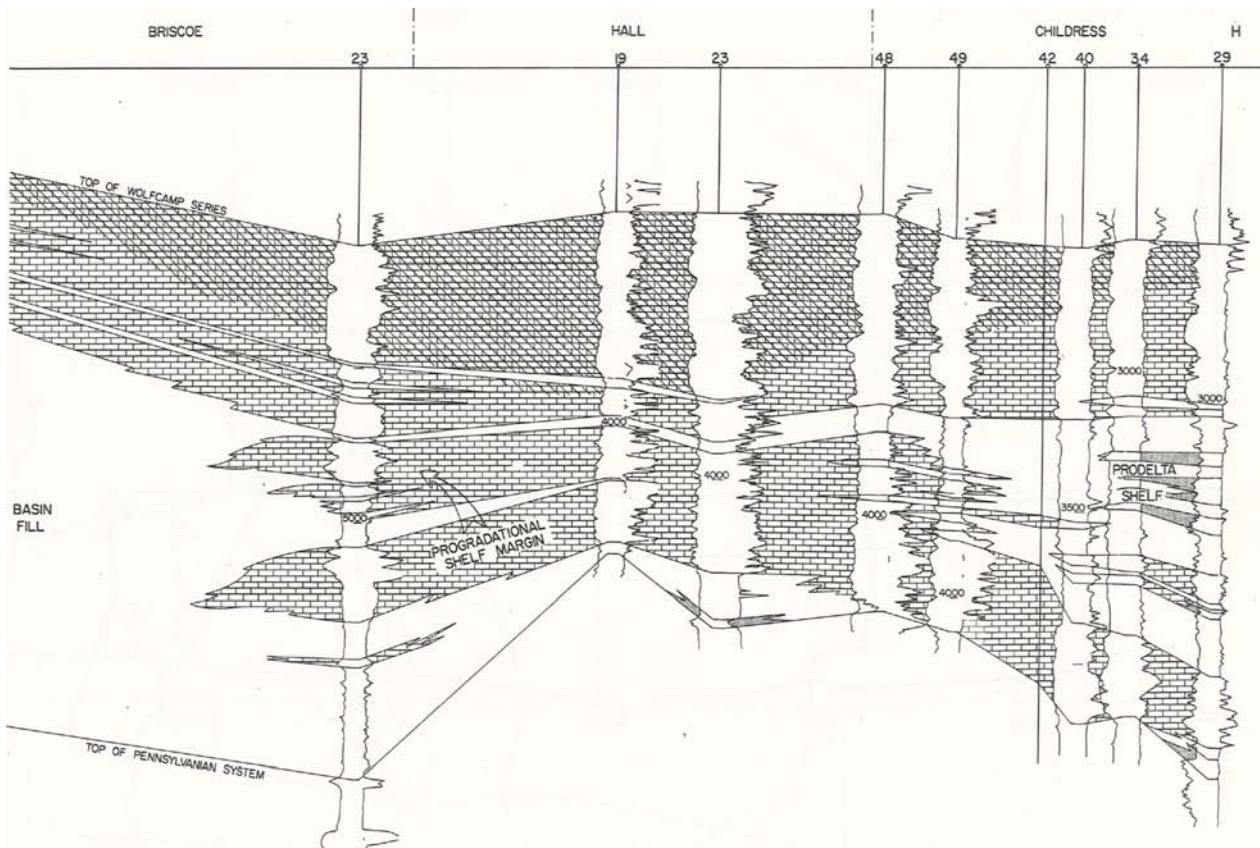 BRISCOE
HALL
CHILDRESS
H
23
19
23
48
49
42
40
34
29
TOP OF WOLFCAMP SERIES
3000
3000
4000
4000
PRODELTA
SHELF
BASIN
FILL
5000
PROGRADATIONAL
SHELF MARGIN
4000
3500
4000
TOP OF PENNSYLVANIAN SYSTEM